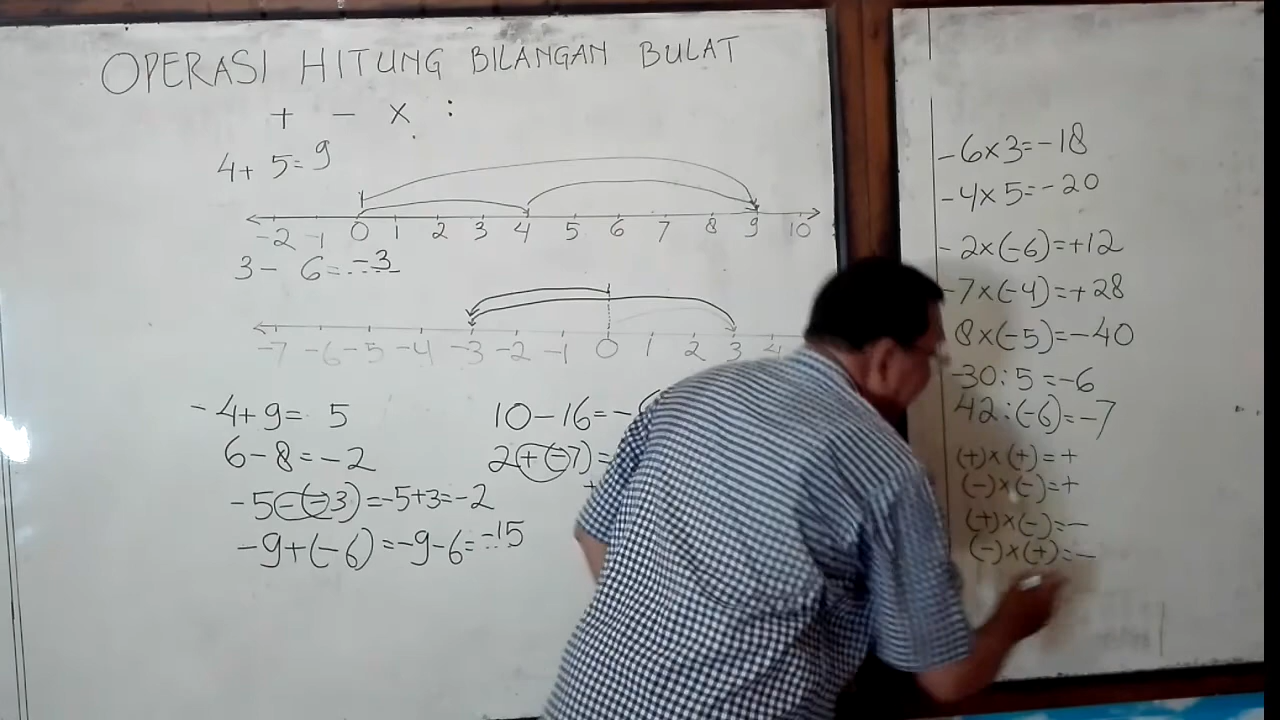 OPERASI HITUNG BILANGAN BULAT
+ - x :
4+ 5=9
-2 -1 0 1 2 3 4 5 6 7 8 9 10
3- 6=-3
-7 -6 -5 -4 -3 -2 -1 0 1 2 3 4
-4+9= 5
6-8=-2
-5-(-3)=-5+3=-2
-9+(-6)=-9-6=-15
10-16=-
2+(-7)=
-6x3=-18
-4x5=-20
-2x(-6)=+12
-7x(-4)=+28
8x(-5)=-40
-30:5=-6
42:(-6)=-7
(+)x(+)=+
(-)x(-)=+
(+)x(-)=-
(-)x(+)=-